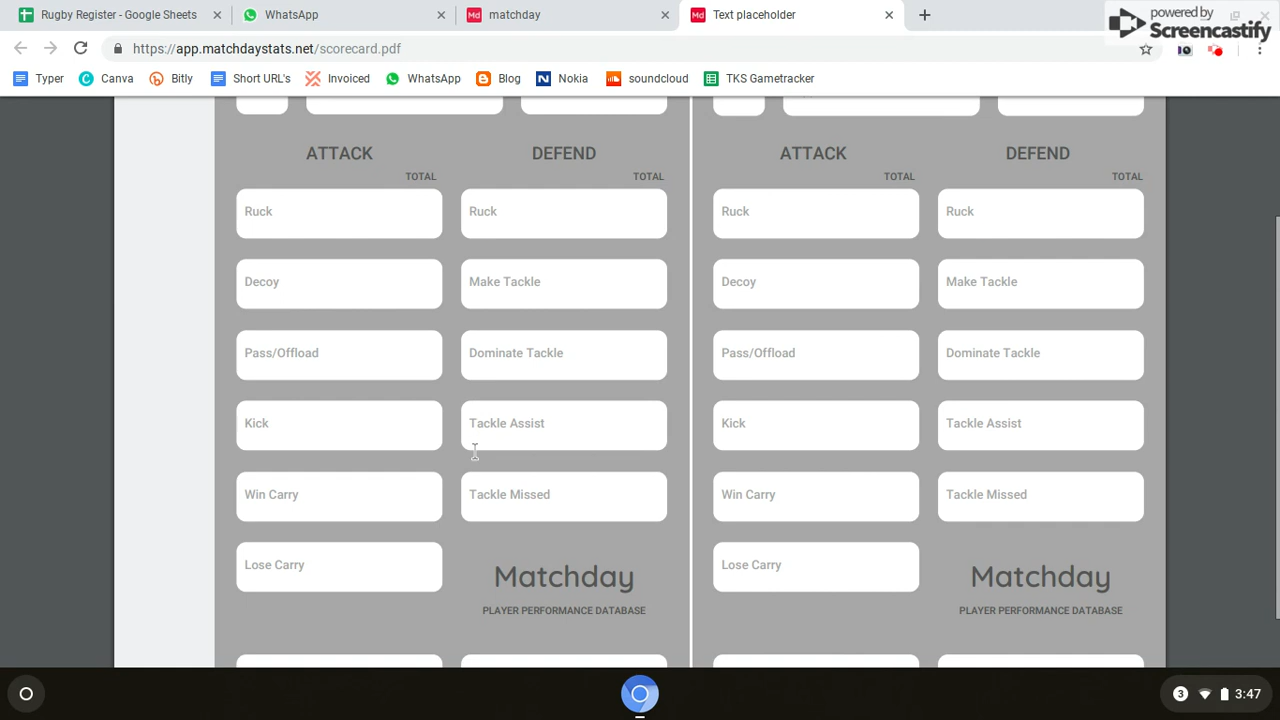 Rugby Register - Google Sheets
WhatsApp
matchday
Text placeholder
powered by
Screencastify
https://app.matchdaystats.net/scorecard.pdf
Typer
Canva
Bitly
Short URL's
Invoiced
WhatsApp
Blog
Nokia
soundcloud
TKS Gametracker
ATTACK DEFEND ATTACK DEFEND
TOTAL TOTAL TOTAL TOTAL
Ruck Ruck Ruck Ruck
Decoy Make Tackle Decoy Make Tackle
Pass/Offload Dominate Tackle Pass/Offload Dominate Tackle
Kick Tackle Assist Kick Tackle Assist
Win Carry Tackle Missed Win Carry Tackle Missed
Lose Carry Lose Carry
Matchday Matchday
PLAYER PERFORMANCE DATABASE PLAYER PERFORMANCE DATABASE
3 3:47